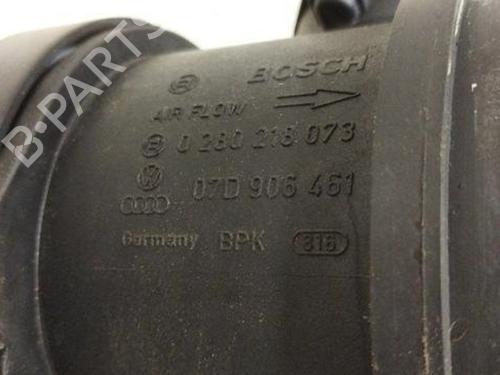 BOSCH
AIR FLOW
0 280 218 073
07D 906 461
Germany BPK 316
B-PARTS